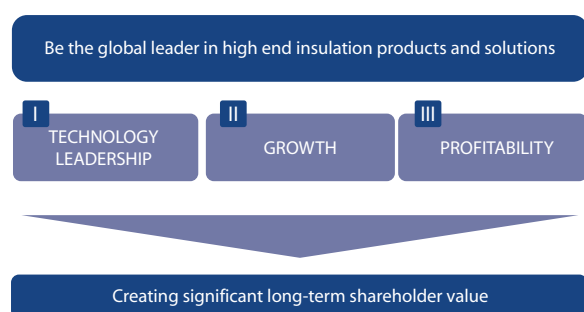 Be the global leader in high end insulation products and solutions
I
TECHNOLOGY
LEADERSHIP
II
GROWTH
III
PROFITABILITY
Creating significant long-term shareholder value